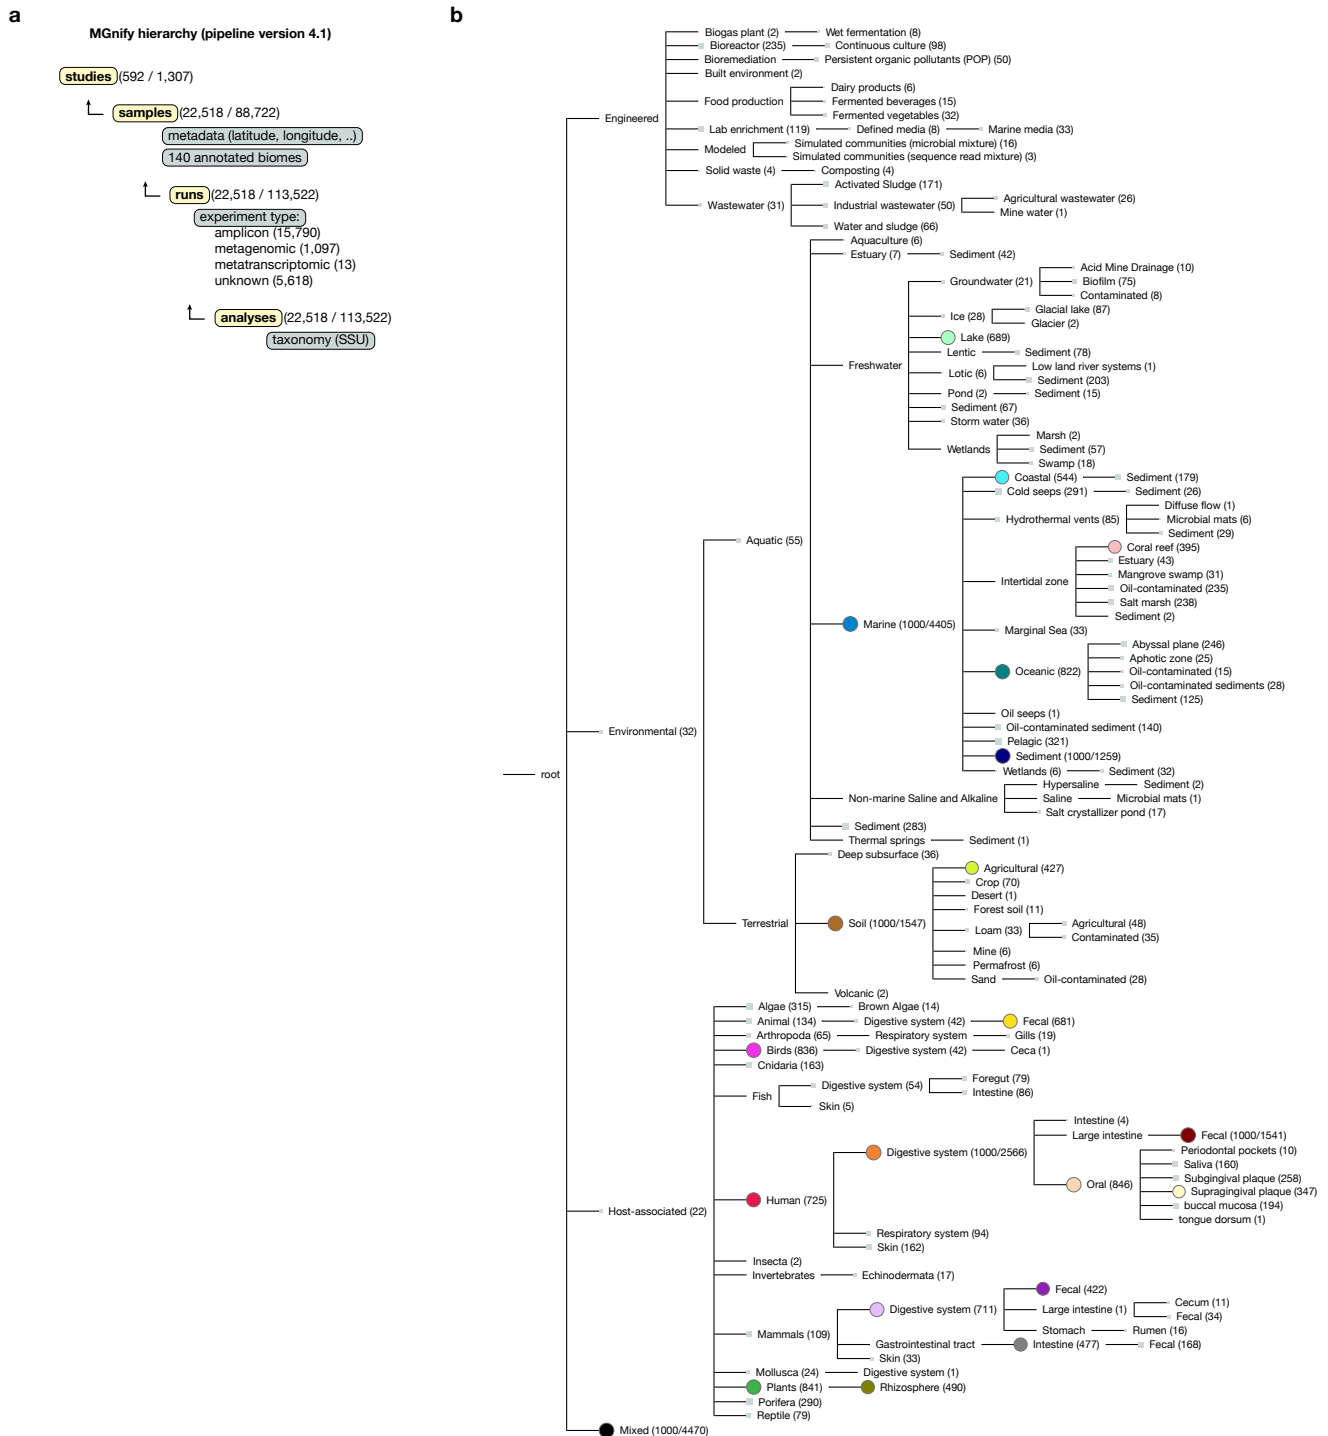 a
MGnify hierarchy (pipeline version 4.1)
studies (592 / 1,307)
samples (22,518 / 88,722)
metadata (latitude, longitude, ..)
140 annotated biomes
runs (22,518 / 113,522)
experiment type:
amplicon (15,790)
metagenomic (1,097)
metatranscriptomic (13)
unknown (5,618)
analyses (22,518 / 113,522)
taxonomy (SSU)
b
root
Engineered
Biogas plant (2) Wet fermentation (8)
Bioreactor (235) Continuous culture (98)
Bioremediation Persistent organic pollutants (POP) (50)
Built environment (2)
Food production
Dairy products (6)
Fermented beverages (15)
Fermented vegetables (32)
Lab enrichment (119) Defined media (8) Marine media (33)
Modeled
Simulated communities (microbial mixture) (16)
Simulated communities (sequence read mixture) (3)
Solid waste (4) Composting (4)
Wastewater (31)
Activated Sludge (171)
Industrial wastewater (50)
Agricultural wastewater (26)
Mine water (1)
Water and sludge (66)
Environmental (32)
Aquatic (55)
Aquaculture (6)
Estuary (7) Sediment (42)
Freshwater
Groundwater (21)
Acid Mine Drainage (10)
Biofilm (75)
Contaminated (8)
Ice (28)
Glacial lake (87)
Glacier (2)
Lake (689)
Lentic Sediment (78)
Lotic (6)
Low land river systems (1)
Sediment (203)
Pond (2) Sediment (15)
Sediment (67)
Storm water (36)
Wetlands
Marsh (2)
Sediment (57)
Swamp (18)
Marine (1000/4405)
Coastal (544) Sediment (179)
Cold seeps (291) Sediment (26)
Hydrothermal vents (85)
Diffuse flow (1)
Microbial mats (6)
Sediment (29)
Intertidal zone
Coral reef (395)
Estuary (43)
Mangrove swamp (31)
Oil-contaminated (235)
Salt marsh (238)
Sediment (2)
Marginal Sea (33)
Oceanic (822)
Abyssal plane (246)
Aphotic zone (25)
Oil-contaminated (15)
Oil-contaminated sediments (28)
Sediment (125)
Oil seeps (1)
Oil-contaminated sediment (140)
Pelagic (321)
Sediment (1000/1259)
Wetlands (6) Sediment (32)
Non-marine Saline and Alkaline
Hypersaline Sediment (2)
Saline Microbial mats (1)
Salt crystallizer pond (17)
Sediment (283)
Thermal springs Sediment (1)
Terrestrial
Deep subsurface (36)
Soil (1000/1547)
Agricultural (427)
Crop (70)
Desert (1)
Forest soil (11)
Loam (33)
Agricultural (48)
Contaminated (35)
Mine (6)
Permafrost (6)
Sand Oil-contaminated (28)
Volcanic (2)
Host-associated (22)
Algae (315) Brown Algae (14)
Animal (134) Digestive system (42) Fecal (681)
Arthropoda (65) Respiratory system Gills (19)
Birds (836) Digestive system (42) Ceca (1)
Cnidaria (163)
Fish
Digestive system (54)
Foregut (79)
Intestine (86)
Skin (5)
Human (725)
Digestive system (1000/2566)
Intestine (4)
Large intestine Fecal (1000/1541)
Oral (846)
Periodontal pockets (10)
Saliva (160)
Subgingival plaque (258)
Supragingival plaque (347)
buccal mucosa (194)
tongue dorsum (1)
Respiratory system (94)
Skin (162)
Insecta (2)
Invertebrates Echinodermata (17)
Mammals (109)
Digestive system (711)
Fecal (422)
Large intestine (1)
Cecum (11)
Fecal (34)
Stomach Rumen (16)
Gastrointestinal tract Intestine (477) Fecal (168)
Skin (33)
Mollusca (24) Digestive system (1)
Plants (841) Rhizosphere (490)
Porifera (290)
Reptile (79)
Mixed (1000/4470)